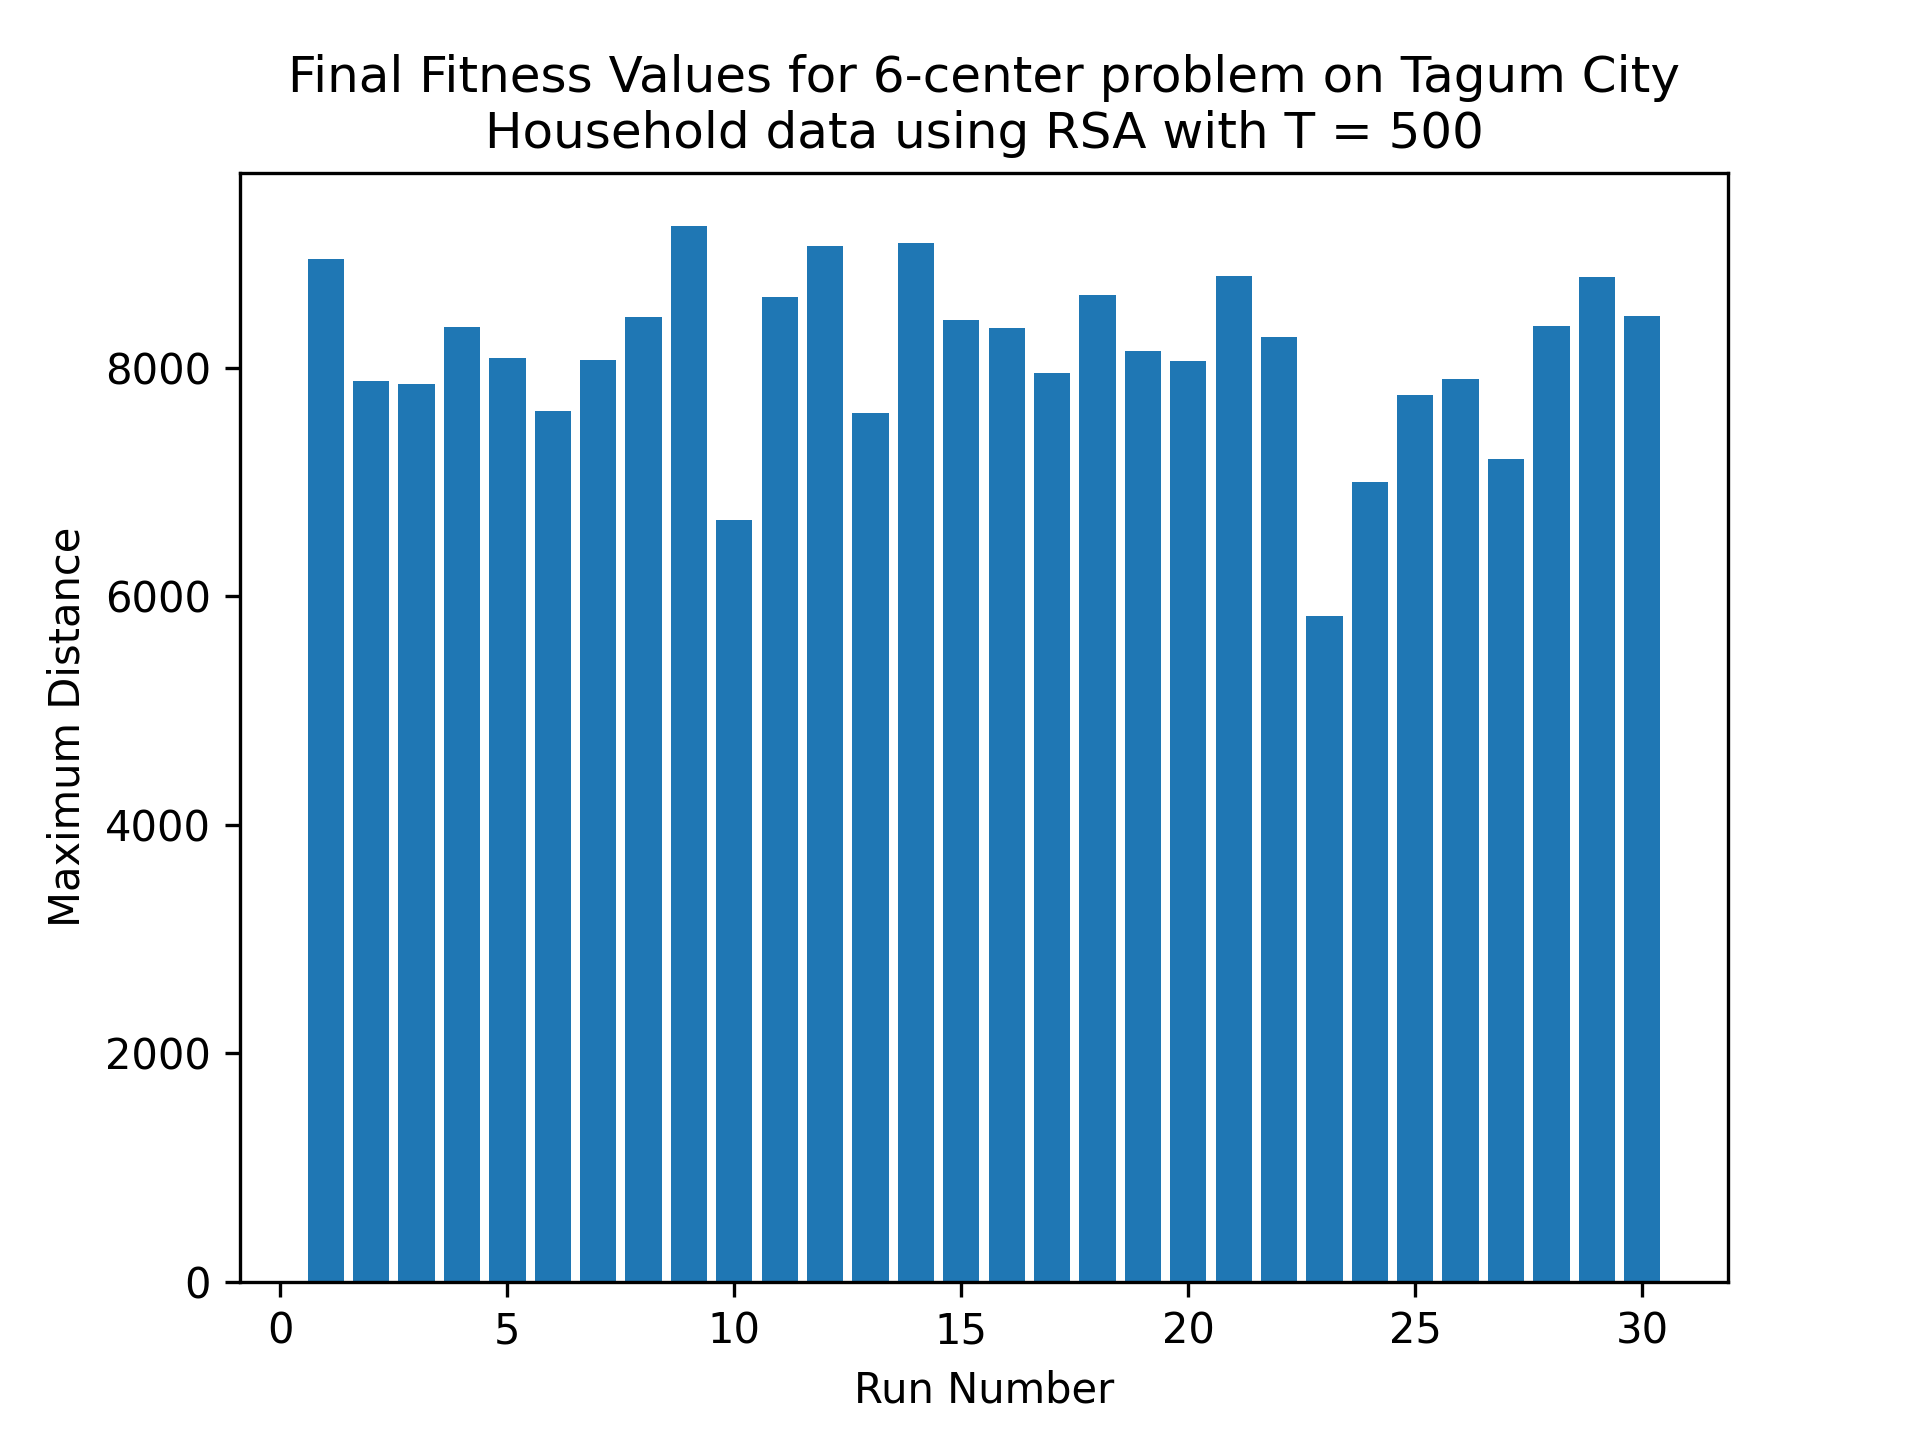 Final Fitness Values for 6-center problem on Tagum City
Household data using RSA with T = 500
Maximum Distance
8000
6000
4000
2000
0
0 5 10 15 20 25 30
Run Number